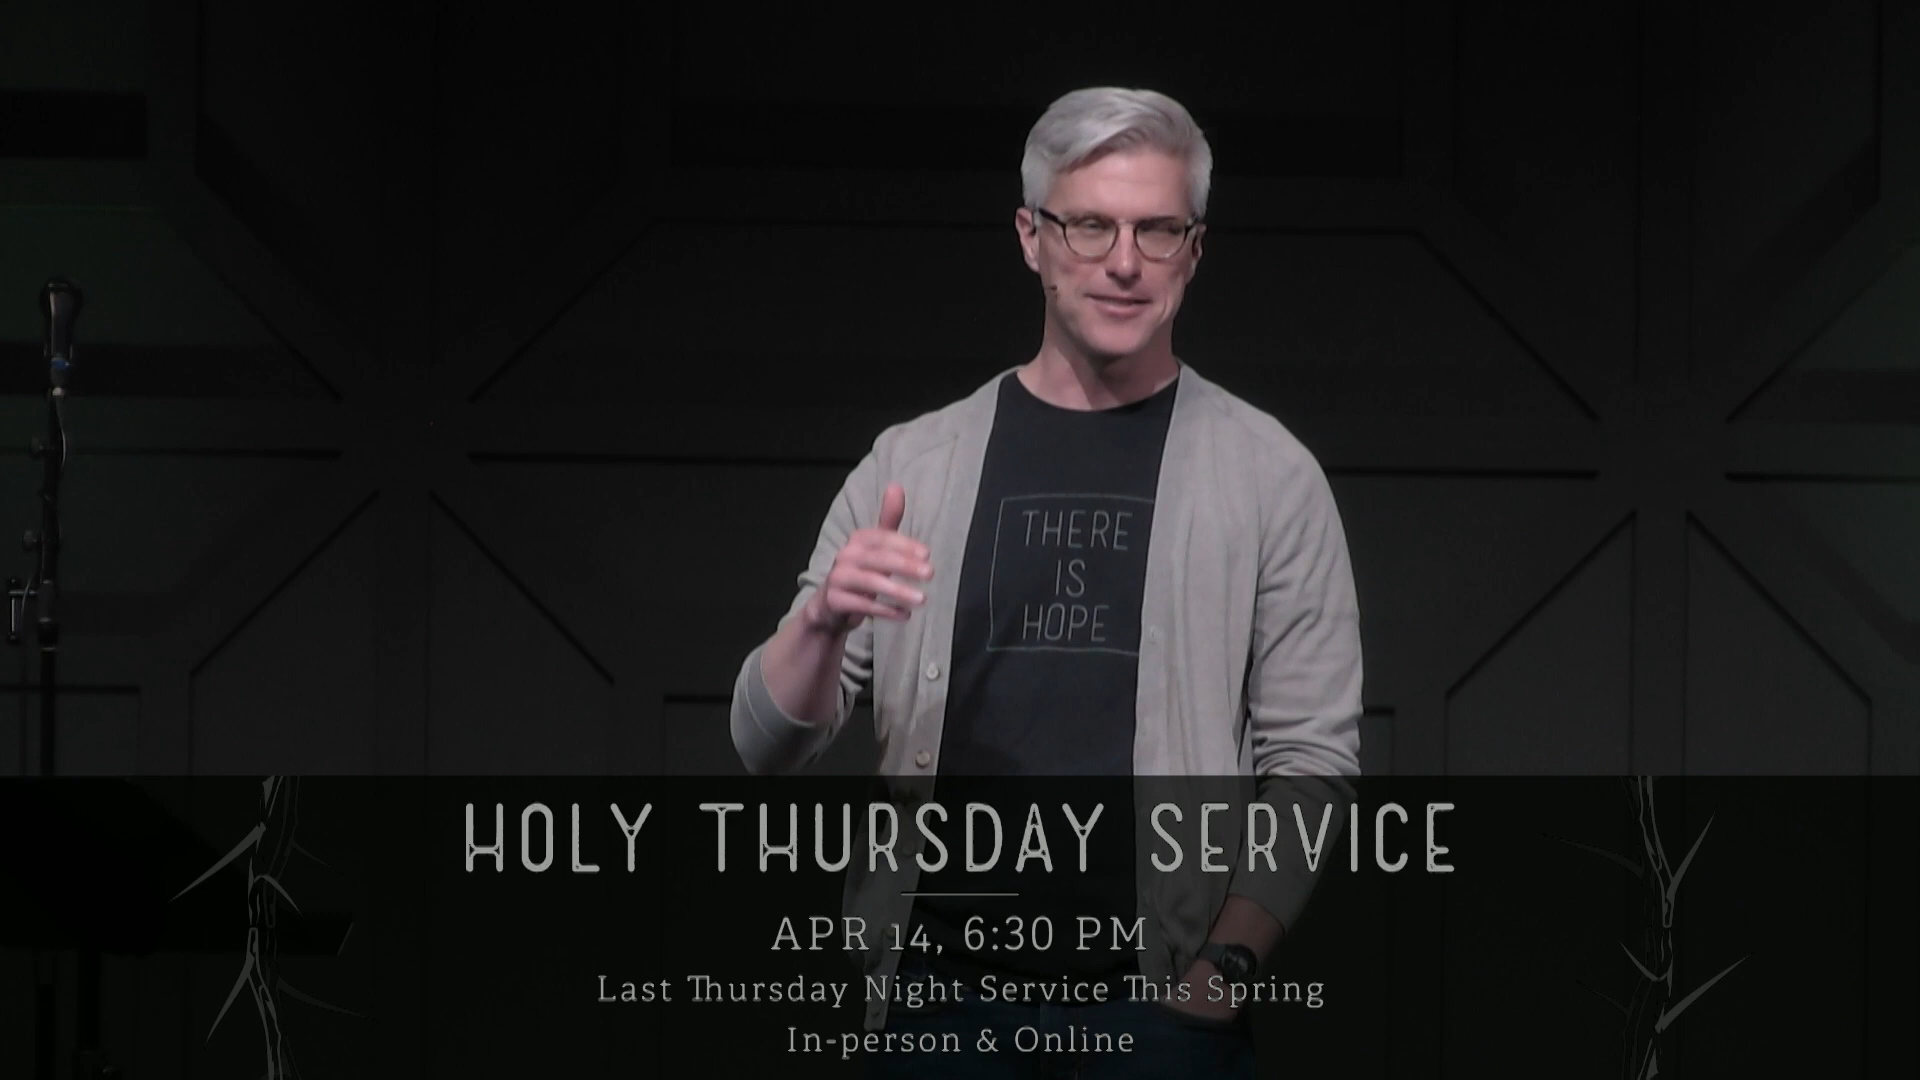 THERE
IS
HOPE
HOLY THURSDAY SERVICE
APR 14, 6:30 PM
Last Thursday Night Service This Spring
In-person & Online